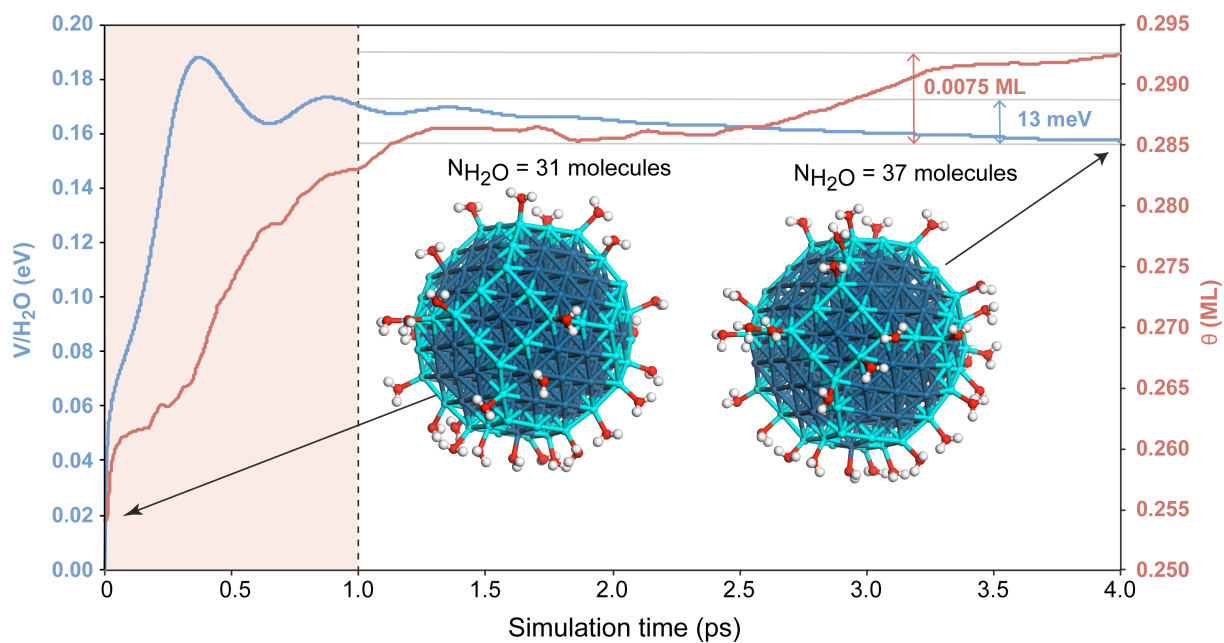 V/H₂O (eV)
0.20
0.18
0.16
0.14
0.12
0.10
0.08
0.06
0.04
0.02
0.00
0.0075 ML
13 meV
N H₂O = 31 molecules
N H₂O = 37 molecules
0.295
0.290
0.285
0.280
0.275
0.270
0.265
0.260
0.255
0.250
θ (ML)
0 0.5 1.0 1.5 2.0 2.5 3.0 3.5 4.0
Simulation time (ps)